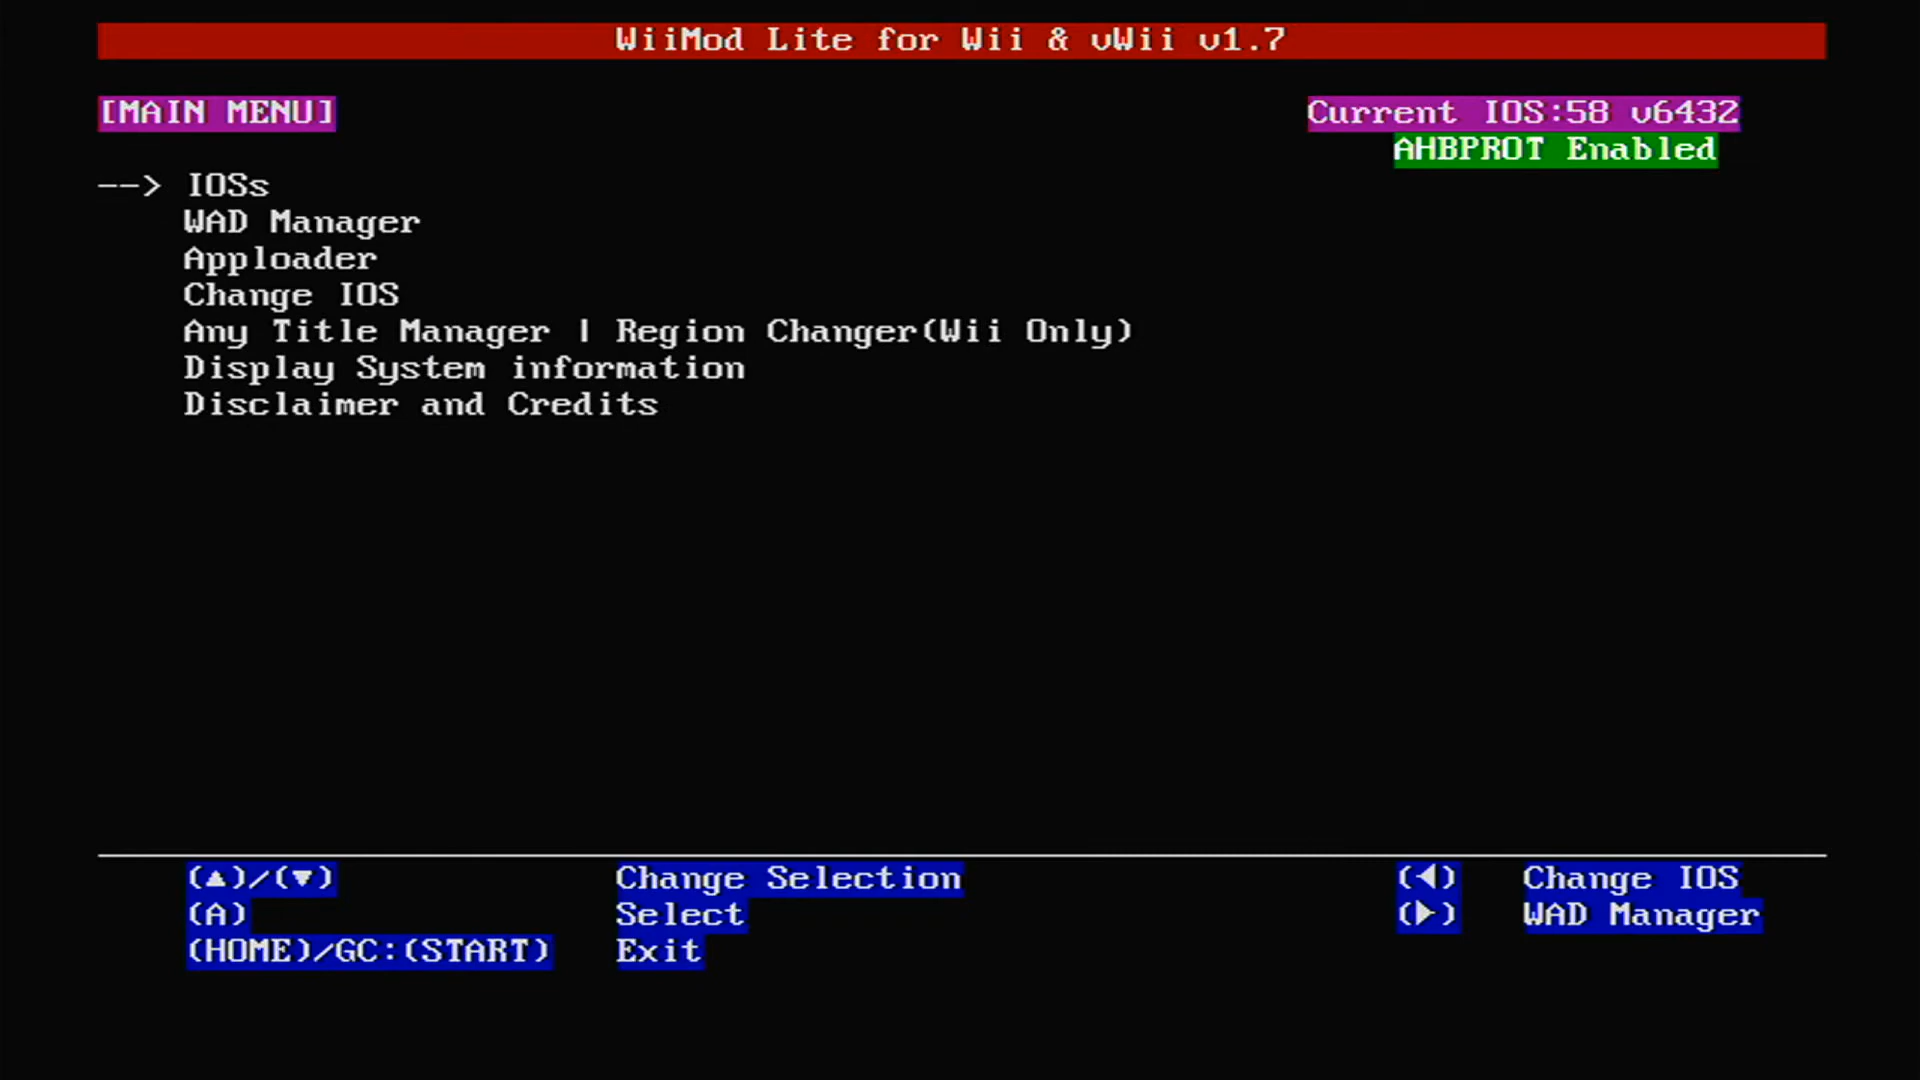 WiiMod Lite for Wii & vWii v1.7
[MAIN MENU]
Current IOS:58 v6432
AHBPROT Enabled
--> IOSs
WAD Manager
Apploader
Change IOS
Any Title Manager | Region Changer(Wii Only)
Display System information
Disclaimer and Credits
(▲)/(▼) Change Selection (◄) Change IOS
(A) Select (►) WAD Manager
(HOME)/GC:(START) Exit